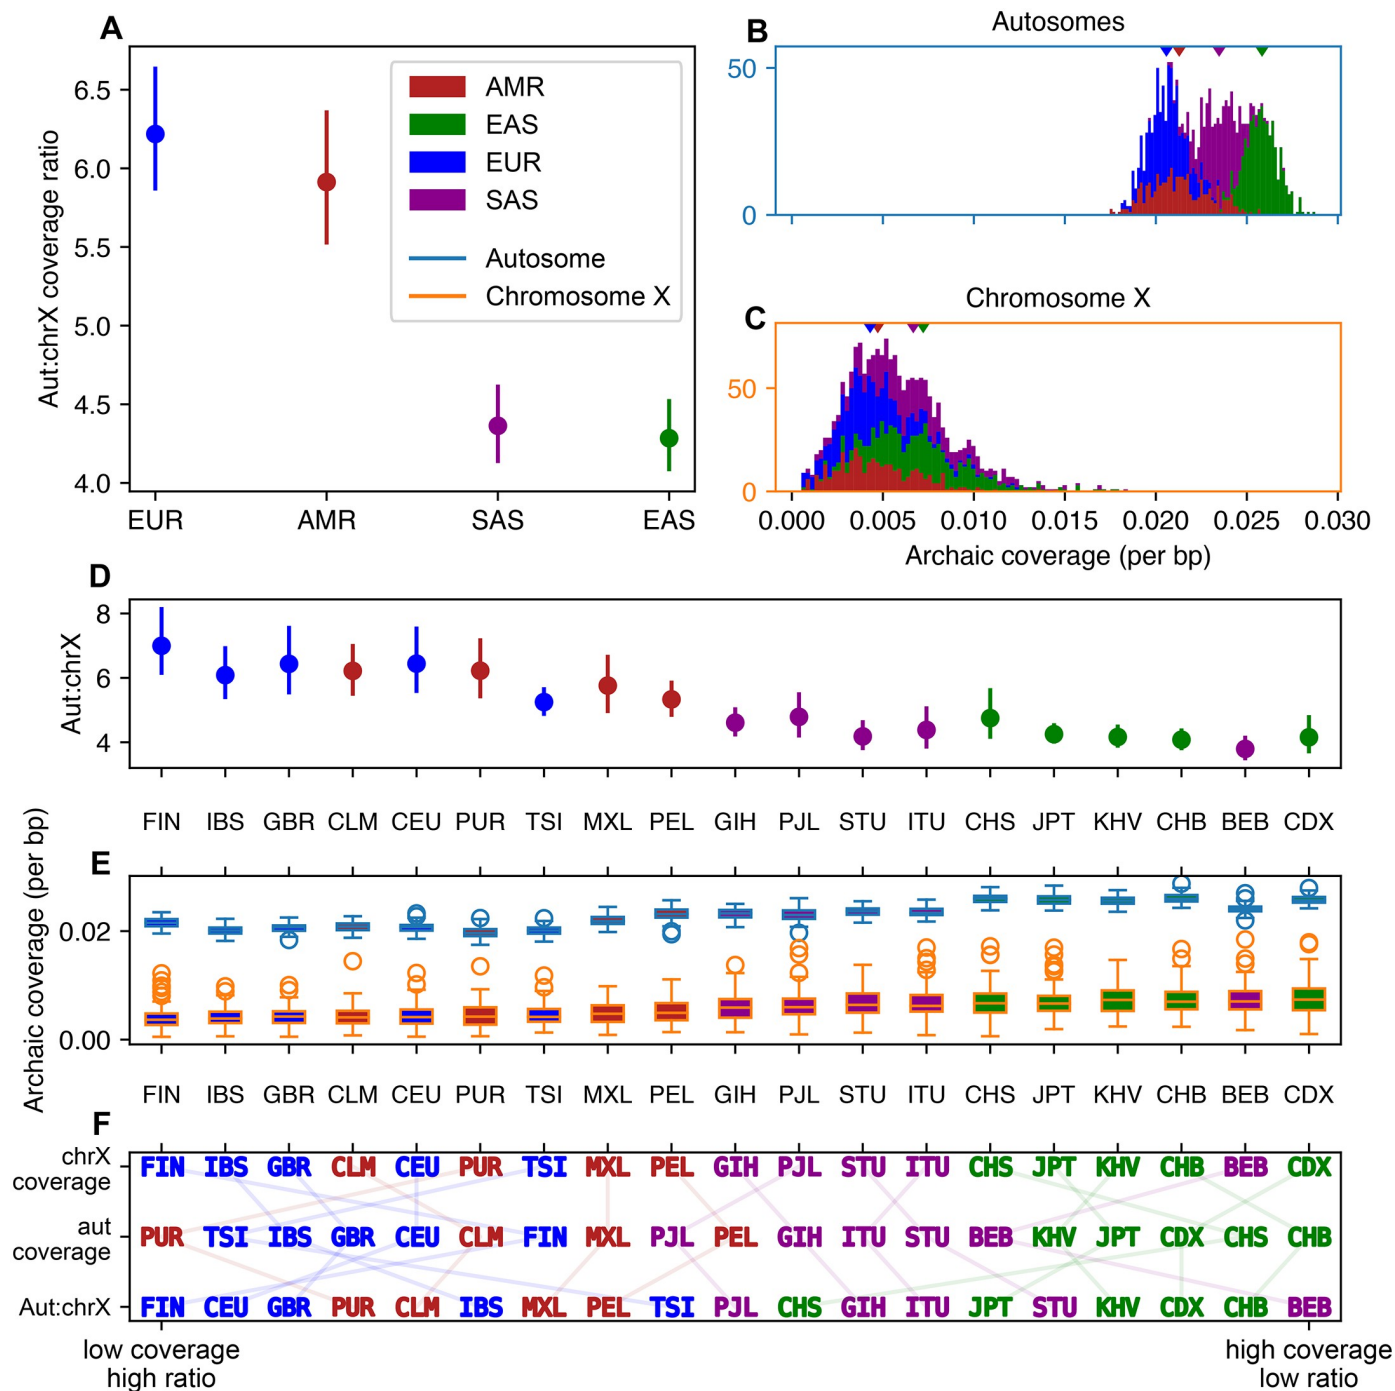 A
Aut:chrX coverage ratio
6.5
6.0
5.5
5.0
4.5
4.0
EUR AMR SAS EAS
AMR
EAS
EUR
SAS
Autosome
Chromosome X
B
Autosomes
50
0
C
Chromosome X
50
0
0.000 0.005 0.010 0.015 0.020 0.025 0.030
Archaic coverage (per bp)
D
Aut:chrX
8
6
4
FIN IBS GBR CLM CEU PUR TSI MXL PEL GIH PJL STU ITU CHS JPT KHV CHB BEB CDX
E
Archaic coverage (per bp)
0.02
0.00
FIN IBS GBR CLM CEU PUR TSI MXL PEL GIH PJL STU ITU CHS JPT KHV CHB BEB CDX
F
chrX
coverage
FIN IBS GBR CLM CEU PUR TSI MXL PEL GIH PJL STU ITU CHS JPT KHV CHB BEB CDX
aut
coverage
PUR TSI IBS GBR CEU CLM FIN MXL PJL PEL GIH ITU STU BEB KHV JPT CDX CHS CHB
Aut:chrX
FIN CEU GBR PUR CLM IBS MXL PEL TSI PJL CHS GIH ITU JPT STU KHV CDX CHB BEB
low coverage
high ratio
high coverage
low ratio